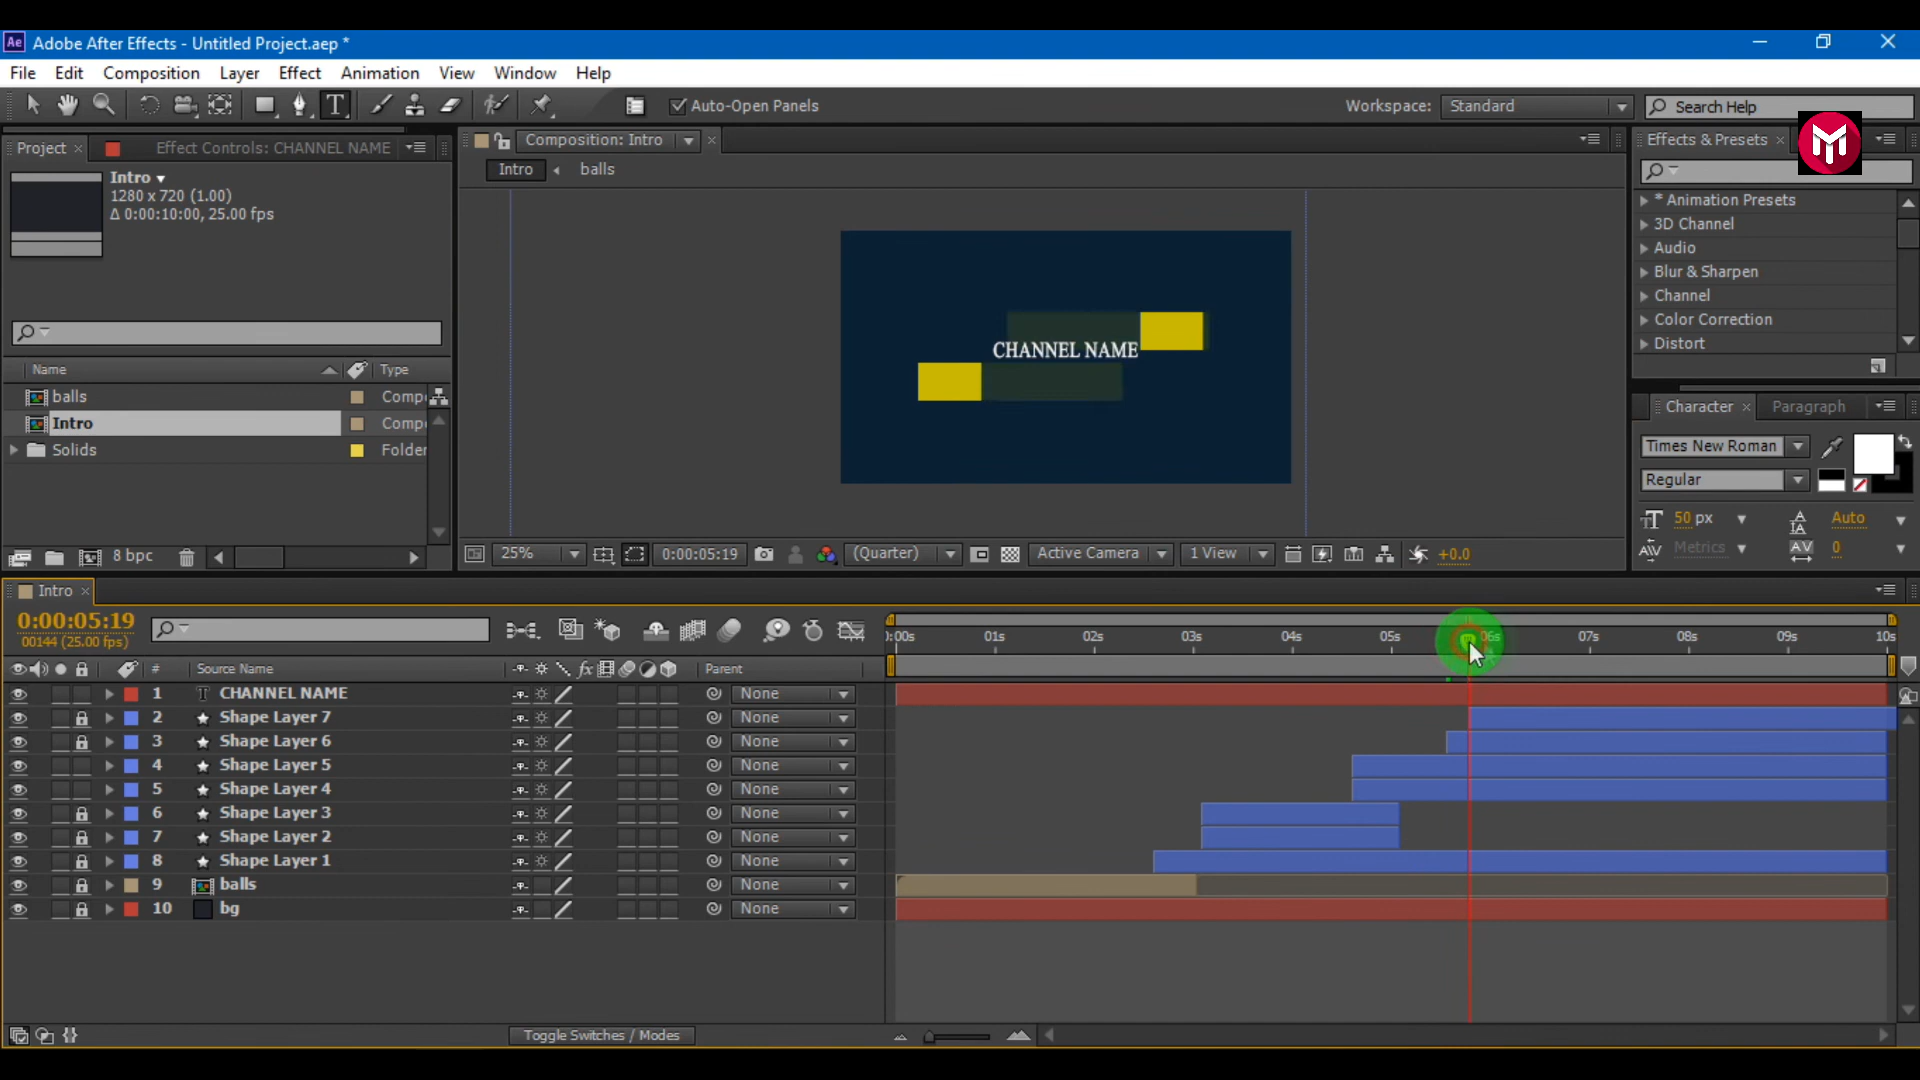 Ae Adobe After Effects - Untitled Project.aep *
File Edit Composition Layer Effect Animation View Window Help
T Auto-Open Panels Workspace: Standard Search Help
Project × Effect Controls: CHANNEL NAME Composition: Intro × Effects & Presets ×
Intro
1280 x 720 (1.00)
Δ 0:00:10:00, 25.00 fps
Intro balls
* Animation Presets
3D Channel
Audio
Blur & Sharpen
Channel
Color Correction
Distort
CHANNEL NAME
Name Type
balls Comp
Intro Comp
Solids Folder
8 bpc
Character × Paragraph
Times New Roman
Regular
50 px Auto
Metrics 0
25% 0:00:05:19 (Quarter) Active Camera 1 View +0.0
Intro ×
0:00:05:19
00144 (25.00 fps)
):00s 01s 02s 03s 04s 05s 06s 07s 08s 09s 10s
# Source Name fx Parent
1 T CHANNEL NAME None
2 Shape Layer 7 None
3 Shape Layer 6 None
4 Shape Layer 5 None
5 Shape Layer 4 None
6 Shape Layer 3 None
7 Shape Layer 2 None
8 Shape Layer 1 None
9 balls None
10 bg None
Toggle Switches / Modes